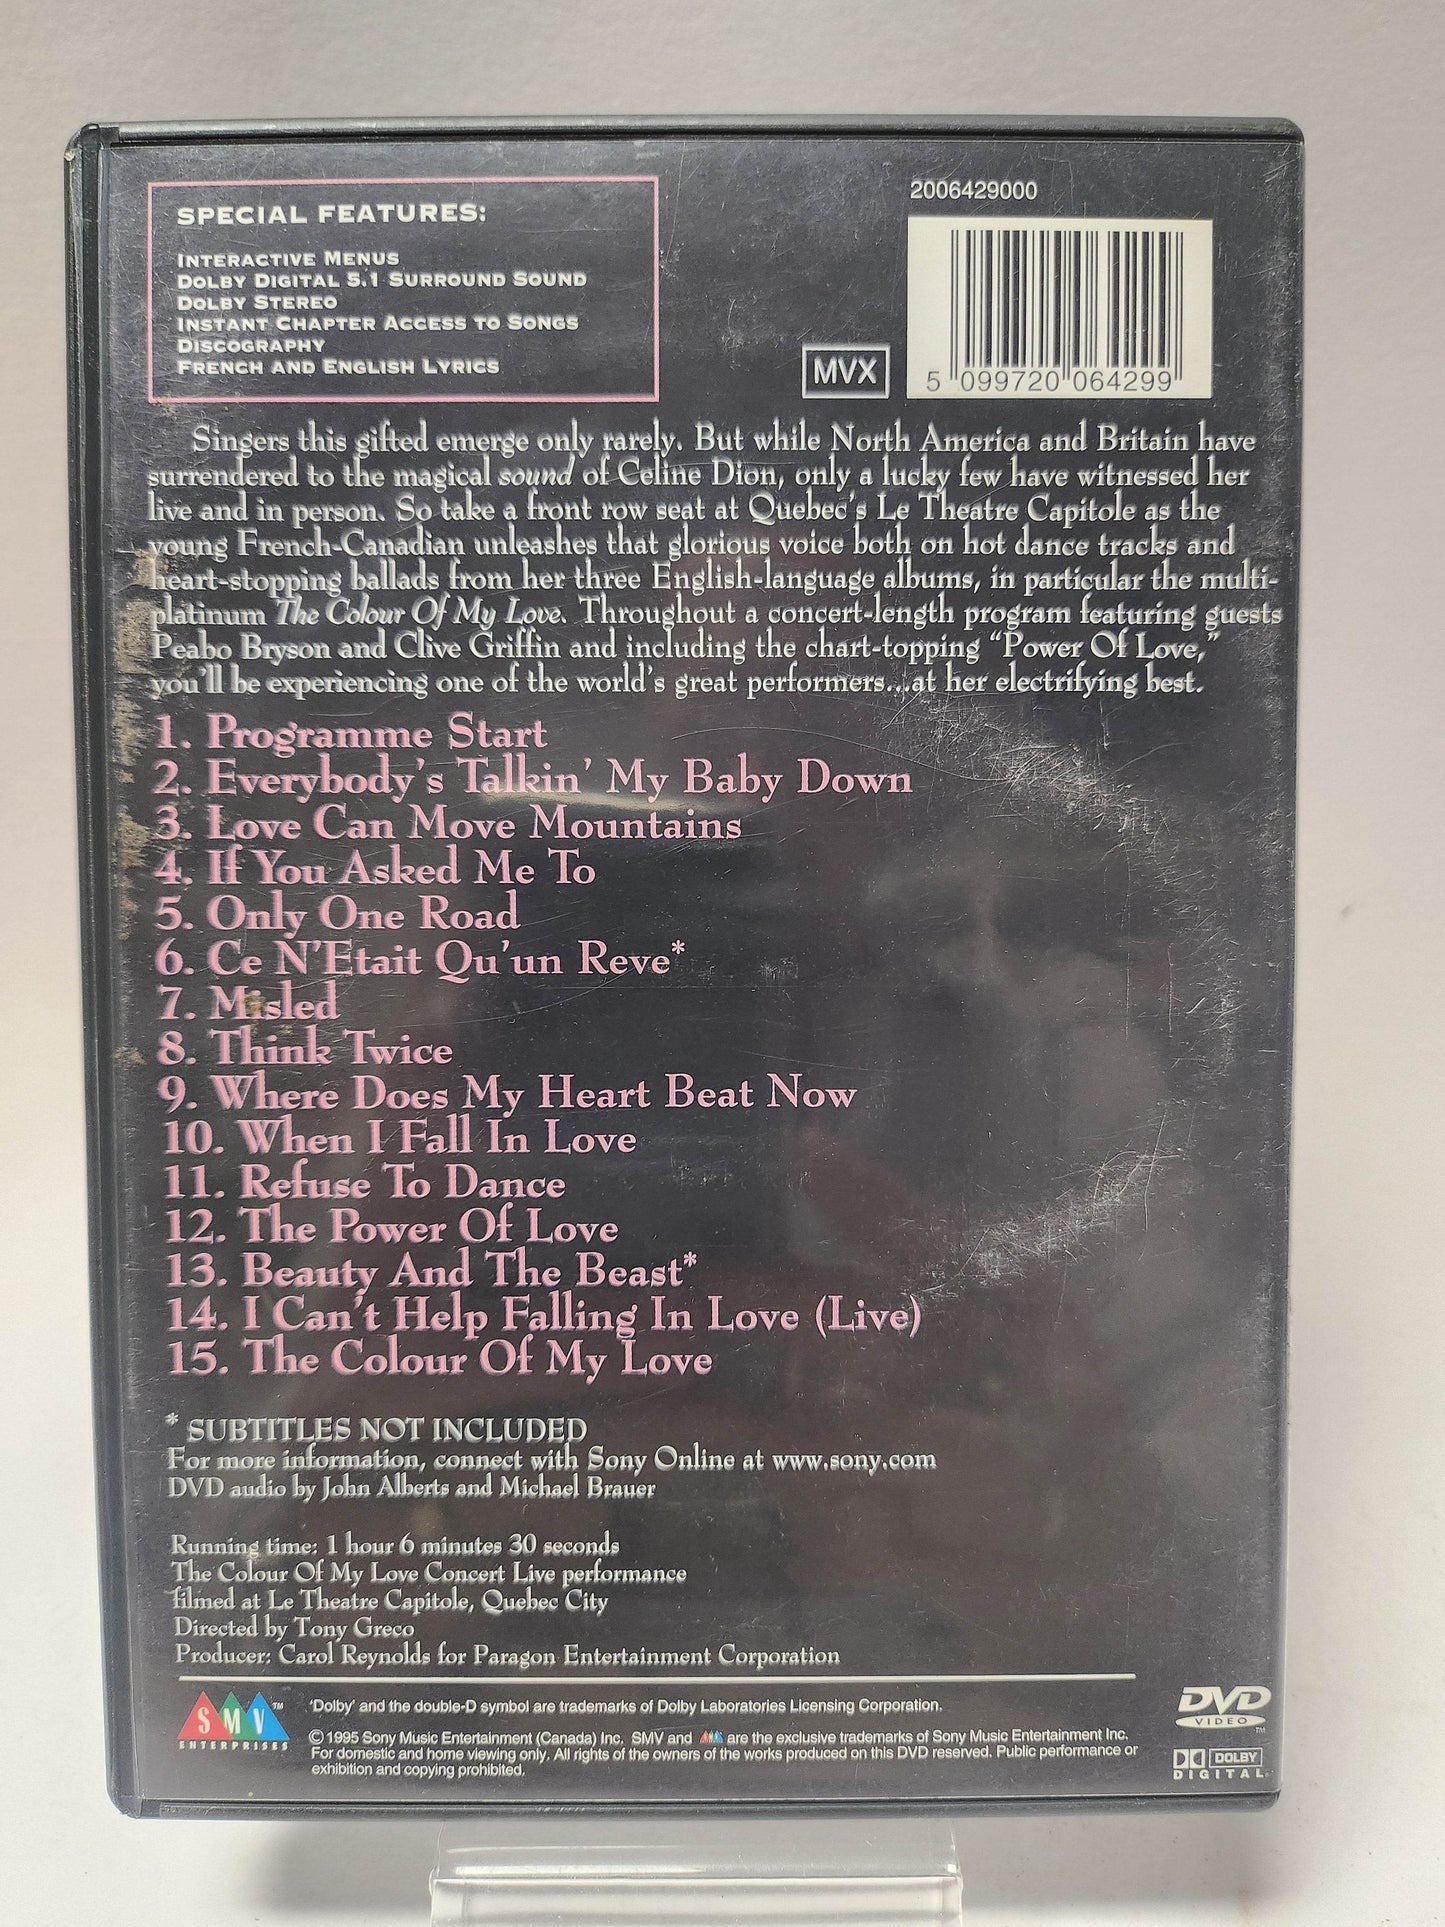 SPECIAL FEATURES:
INTERACTIVE MENUS
DOLBY DIGITAL 5.1 SURROUND SOUND
DOLBY STEREO
INSTANT CHAPTER ACCESS TO SONGS
DISCOGRAPHY
FRENCH AND ENGLISH LYRICS
2006429000
MVX
5 099720 064299
Singers this gifted emerge only rarely. But while North America and Britain have
surrendered to the magical sound of Celine Dion, only a lucky few have witnessed her
live and in person. So take a front row seat at Quebec's Le Theatre Capitole as the
young French-Canadian unleashes that glorious voice both on hot dance tracks and
heart-stopping ballads from her three English-language albums, in particular the multi-
platinum The Colour Of My Love. Throughout a concert-length program featuring guests
Peabo Bryson and Clive Griffin and including the chart-topping "Power Of Love,"
you'll be experiencing one of the world's great performers...at her electrifying best.
1. Programme Start
2. Everybody's Talkin' My Baby Down
3. Love Can Move Mountains
4. If You Asked Me To
5. Only One Road
6. Ce N'Etait Qu'un Reve*
7. Misled
8. Think Twice
9. Where Does My Heart Beat Now
10. When I Fall In Love
11. Refuse To Dance
12. The Power Of Love
13. Beauty And The Beast*
14. I Can't Help Falling In Love (Live)
15. The Colour Of My Love
* SUBTITLES NOT INCLUDED
For more information, connect with Sony Online at www.sony.com
DVD audio by John Alberts and Michael Brauer
Running time: 1 hour 6 minutes 30 seconds
The Colour Of My Love Concert Live performance
filmed at Le Theatre Capitole, Quebec City
Directed by Tony Greco
Producer: Carol Reynolds for Paragon Entertainment Corporation
SMV™
ENTERPRISES
'Dolby' and the double-D symbol are trademarks of Dolby Laboratories Licensing Corporation.
© 1995 Sony Music Entertainment (Canada) Inc. SMV and SMV are the exclusive trademarks of Sony Music Entertainment Inc.
For domestic and home viewing only. All rights of the owners of the works produced on this DVD reserved. Public performance or
exhibition and copying prohibited.
DVD
VIDEO™
DOLBY
DIGITAL